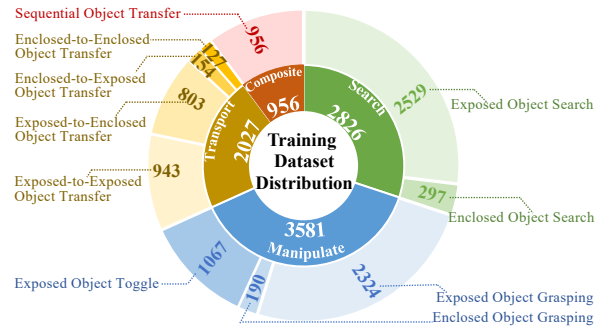 Sequential Object Transfer
Enclosed-to-Enclosed
Object Transfer
Enclosed-to-Exposed
Object Transfer
Exposed-to-Enclosed
Object Transfer
Exposed-to-Exposed
Object Transfer
Exposed Object Toggle
956
127
154
803
943
1067
190
2324
297
2529
Composite
956
Search
2826
Transport
2027
3581
Manipulate
Training
Dataset
Distribution
Exposed Object Search
Enclosed Object Search
Exposed Object Grasping
Enclosed Object Grasping